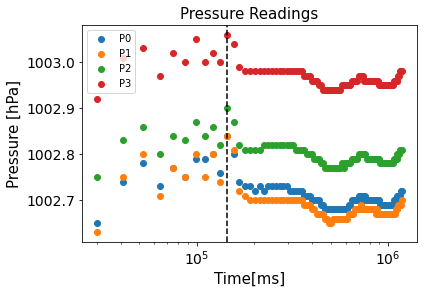 Pressure Readings
Pressure [hPa]
1003.0
1002.9
1002.8
1002.7
P0
P1
P2
P3
10^5
10^6
Time[ms]